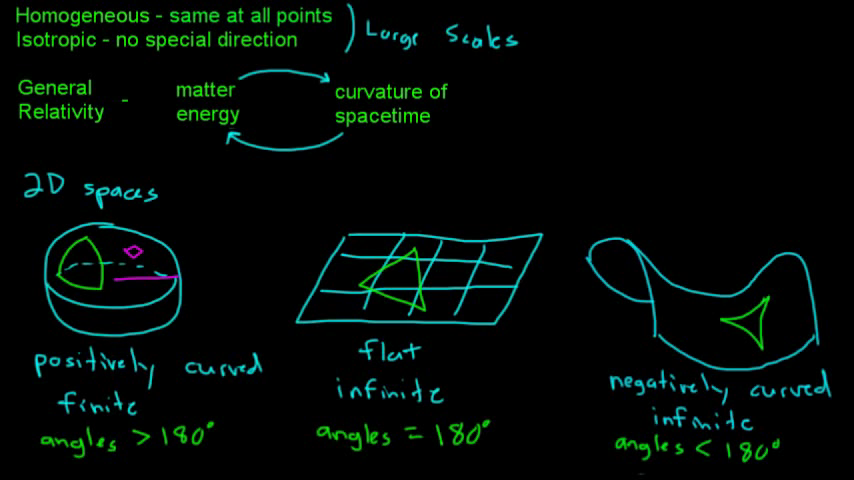 Homogeneous - same at all points
Isotropic - no special direction
Large Scales
General Relativity - matter energy
curvature of spacetime
2D spaces
positively curved
finite
angles > 180°
flat
infinite
angles = 180°
negatively curved
infinite
angles < 180°